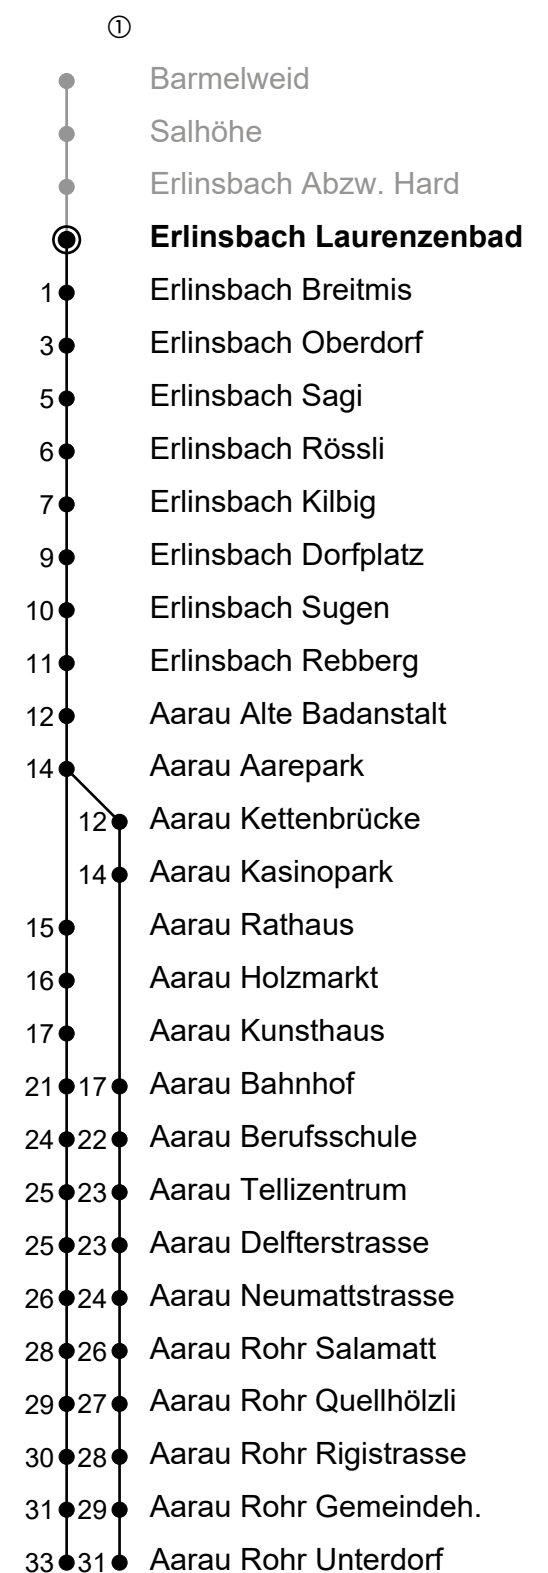 ①
Barmelweid
Salhöhe
Erlinsbach Abzw. Hard
Erlinsbach Laurenzenbad
1 Erlinsbach Breitmis
3 Erlinsbach Oberdorf
5 Erlinsbach Sagi
6 Erlinsbach Rössli
7 Erlinsbach Kilbig
9 Erlinsbach Dorfplatz
10 Erlinsbach Sugen
11 Erlinsbach Rebberg
12 Aarau Alte Badanstalt
14 Aarau Aarepark
12 Aarau Kettenbrücke
14 Aarau Kasinopark
15 Aarau Rathaus
16 Aarau Holzmarkt
17 Aarau Kunsthaus
21 17 Aarau Bahnhof
24 22 Aarau Berufsschule
25 23 Aarau Tellizentrum
25 23 Aarau Delfterstrasse
26 24 Aarau Neumattstrasse
28 26 Aarau Rohr Salamatt
29 27 Aarau Rohr Quellhölzli
30 28 Aarau Rohr Rigistrasse
31 29 Aarau Rohr Gemeindeh.
33 31 Aarau Rohr Unterdorf